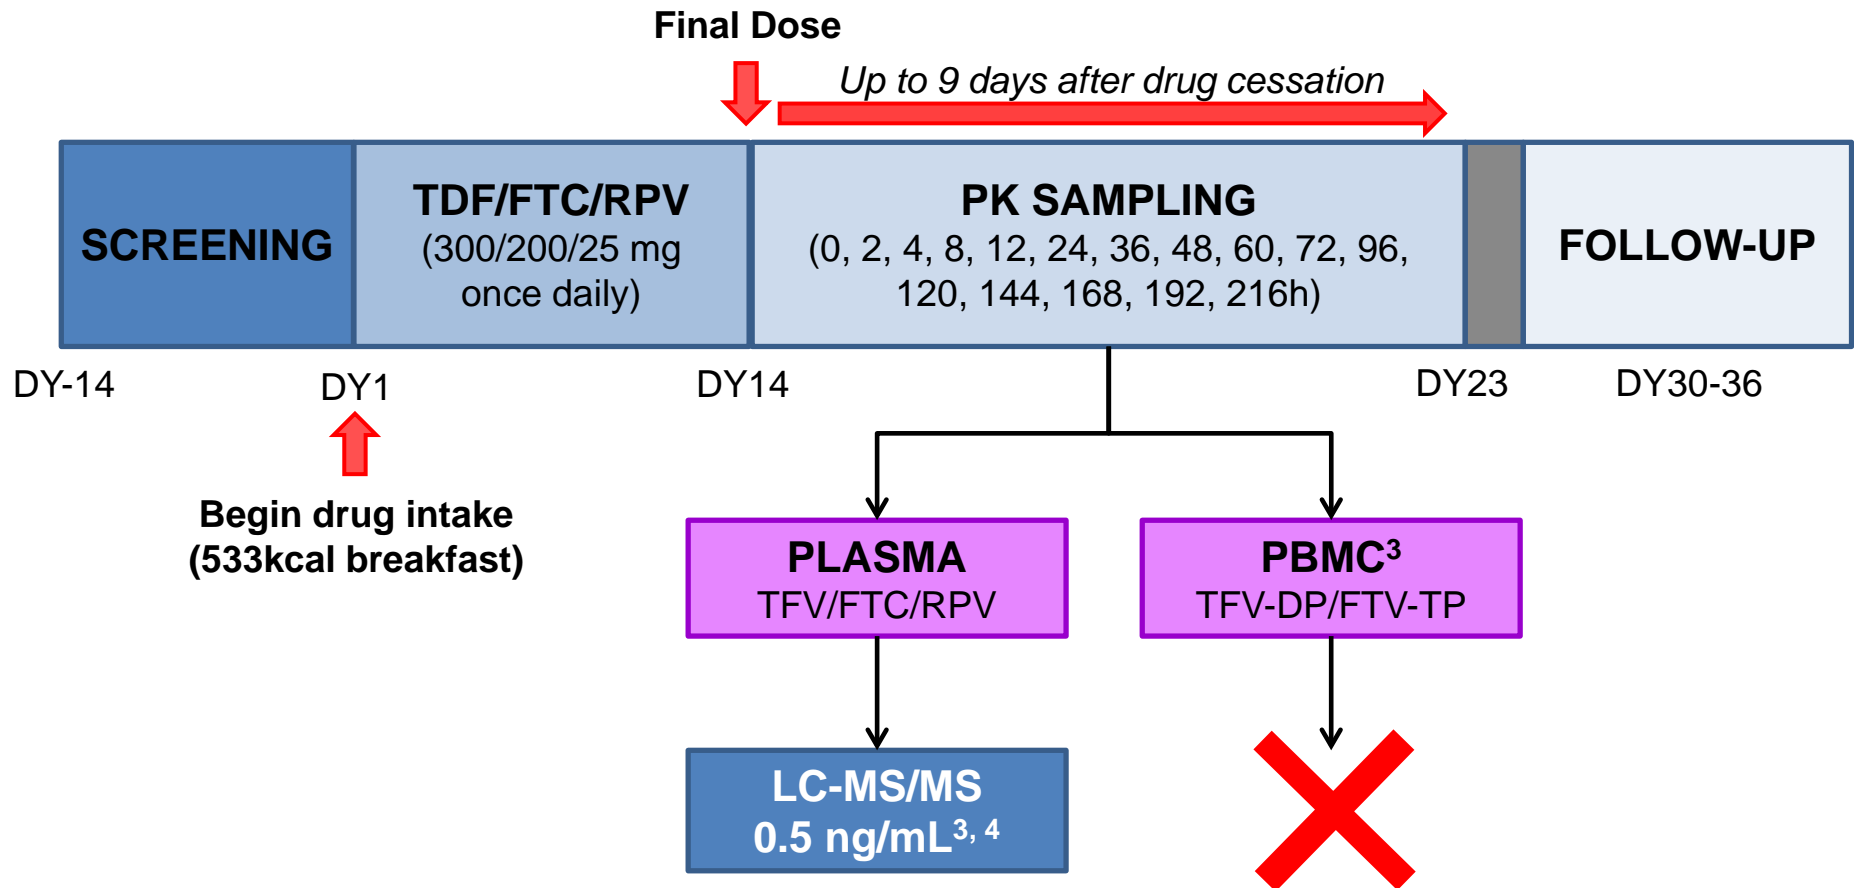 Final Dose
Up to 9 days after drug cessation
SCREENING
TDF/FTC/RPV
(300/200/25 mg
once daily)
PK SAMPLING
(0, 2, 4, 8, 12, 24, 36, 48, 60, 72, 96,
120, 144, 168, 192, 216h)
FOLLOW-UP
DY-14
DY1
DY14
DY23
DY30-36
Begin drug intake
(533kcal breakfast)
PLASMA
TFV/FTC/RPV
PBMC³
TFV-DP/FTV-TP
LC-MS/MS
0.5 ng/mL³, ⁴